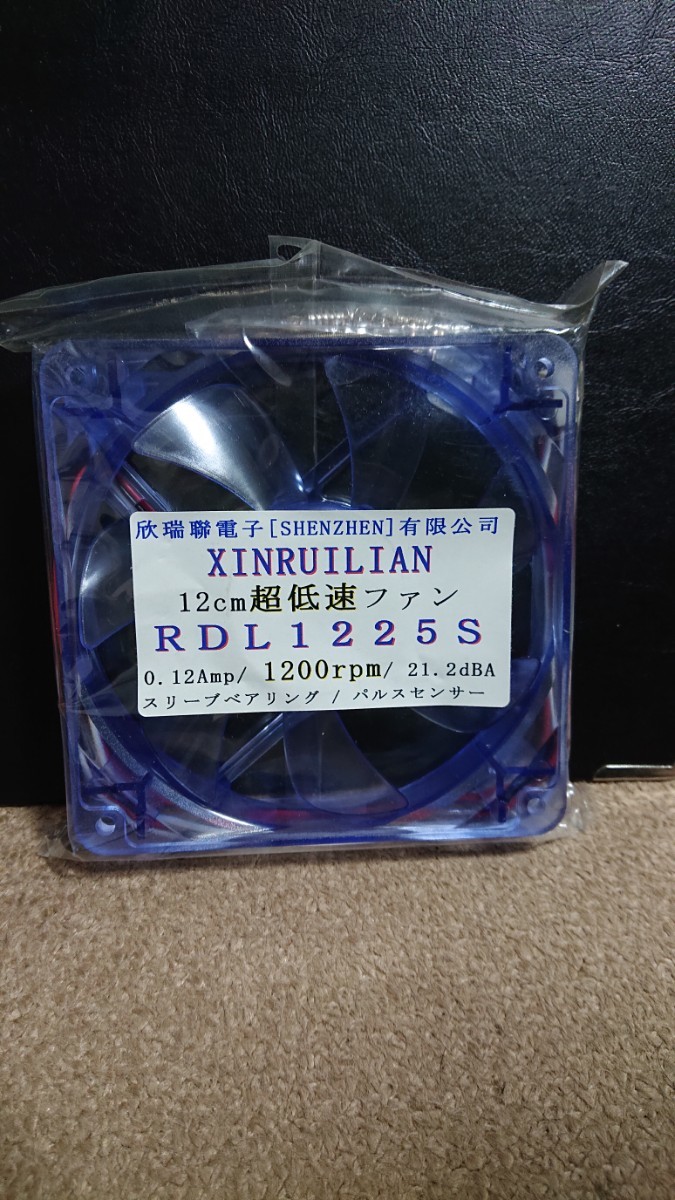 欣瑞聯電子[SHENZHEN]有限公司
XINRUILIAN
12cm超低速ファン
RDL1225S
0.12Amp/ 1200rpm/ 21.2dBA
スリーブベアリング / パルスセンサー